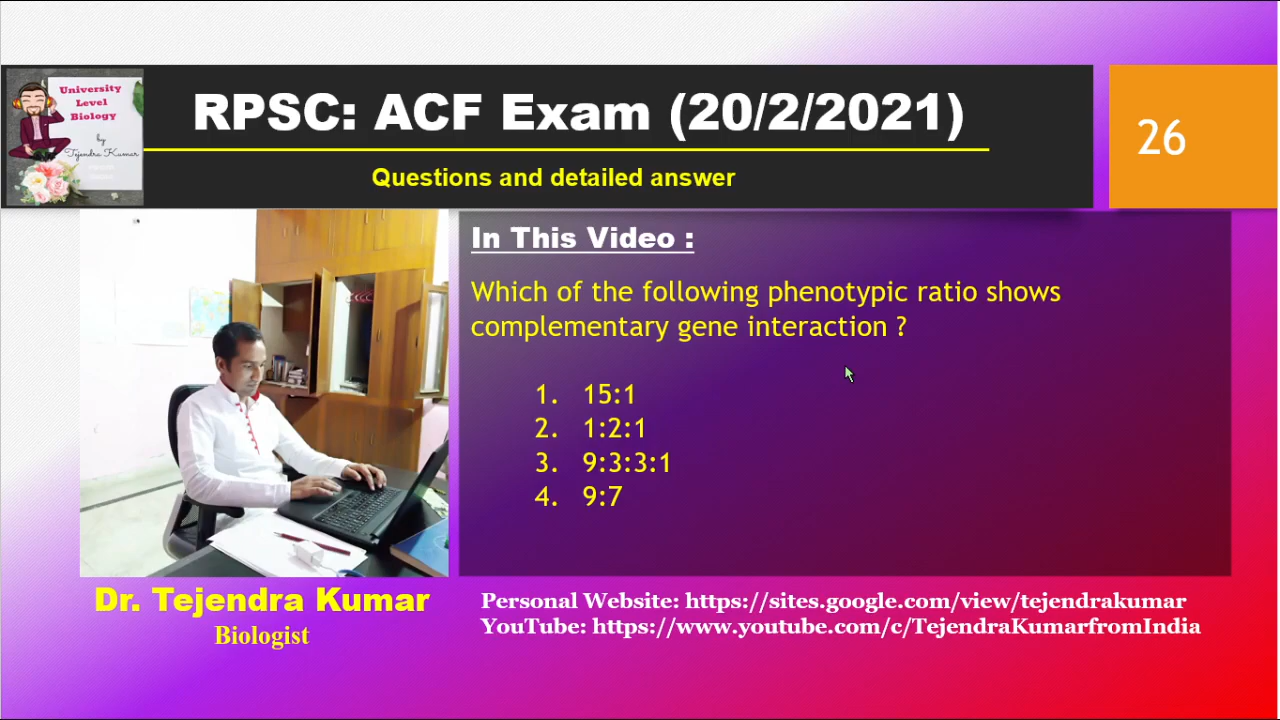 University
Level
Biology
by
Tejendra Kumar
RPSC: ACF Exam (20/2/2021)
Questions and detailed answer
26
In This Video :
Which of the following phenotypic ratio shows
complementary gene interaction ?
1. 15:1
2. 1:2:1
3. 9:3:3:1
4. 9:7
Dr. Tejendra Kumar
Biologist
Personal Website: https://sites.google.com/view/tejendrakumar
YouTube: https://www.youtube.com/c/TejendraKumarfromIndia